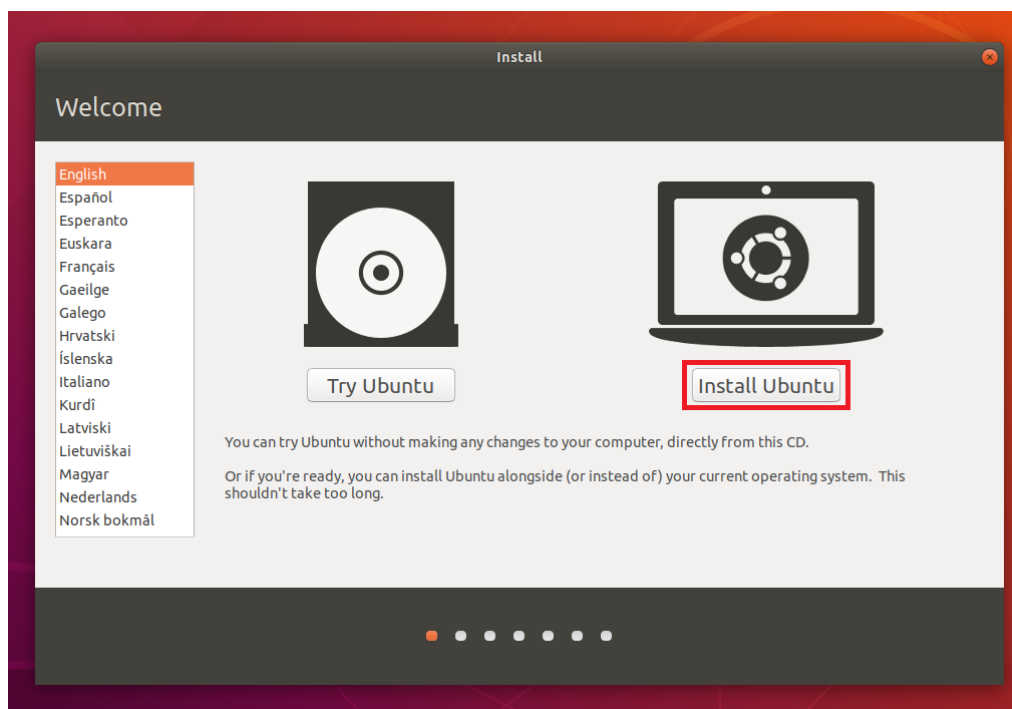 Install
Welcome
English
Español
Esperanto
Euskara
Français
Gaeilge
Galego
Hrvatski
Íslenska
Italiano
Kurdî
Latviski
Lietuviškai
Magyar
Nederlands
Norsk bokmål
Try Ubuntu
Install Ubuntu
You can try Ubuntu without making any changes to your computer, directly from this CD.
Or if you're ready, you can install Ubuntu alongside (or instead of) your current operating system. This
shouldn't take too long.